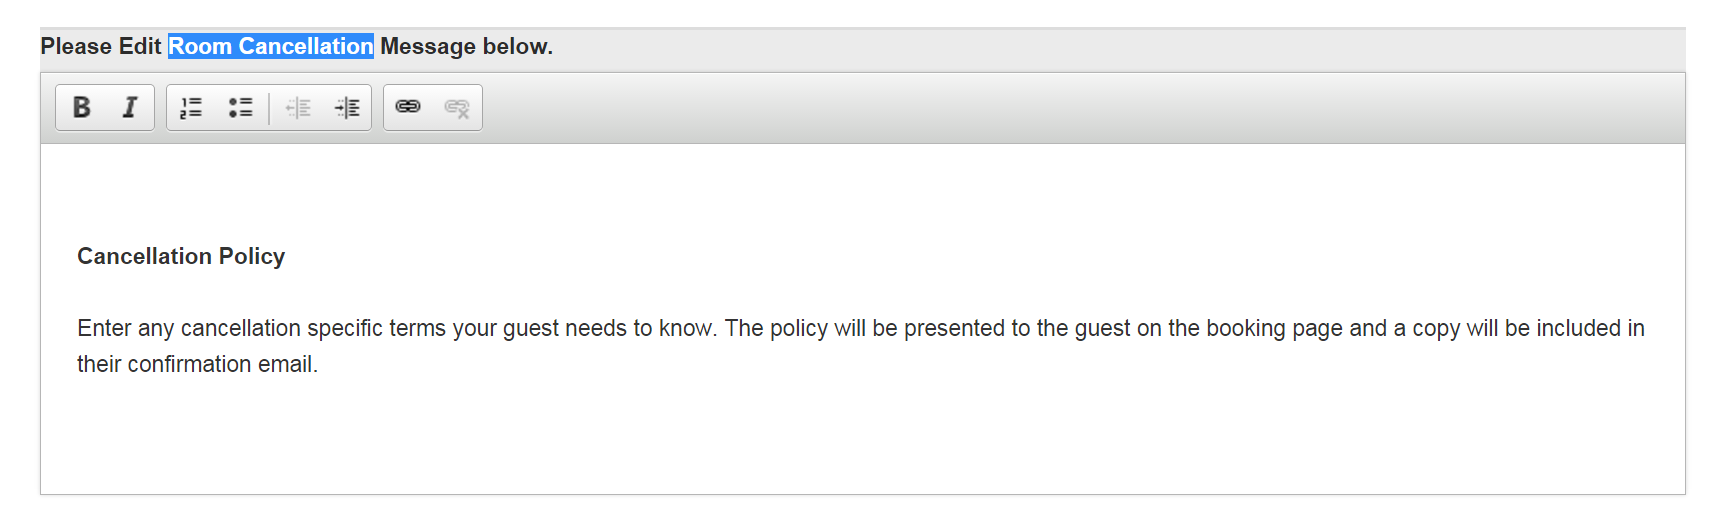 Please Edit Room Cancellation Message below.
B I
Cancellation Policy
Enter any cancellation specific terms your guest needs to know. The policy will be presented to the guest on the booking page and a copy will be included in
their confirmation email.